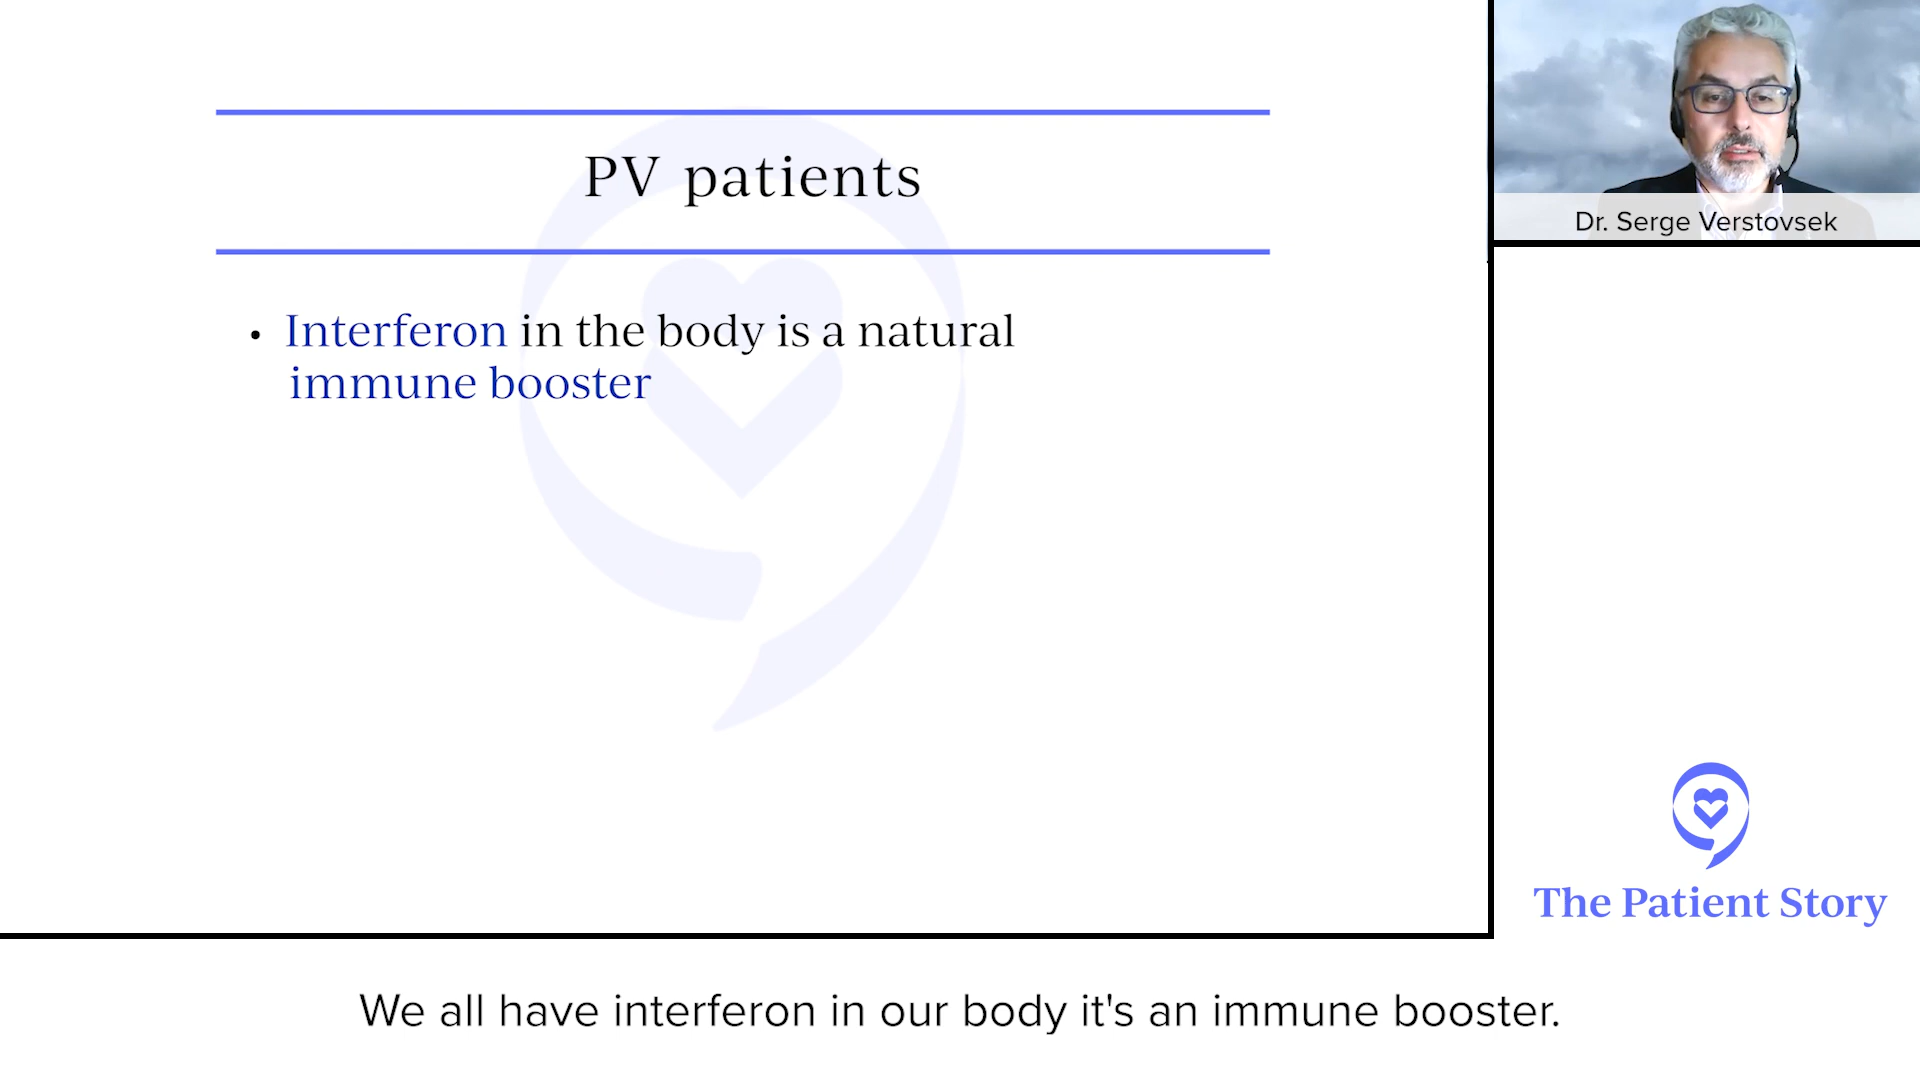 PV patients
• Interferon in the body is a natural
immune booster
Dr. Serge Verstovsek
The Patient Story
We all have interferon in our body it's an immune booster.